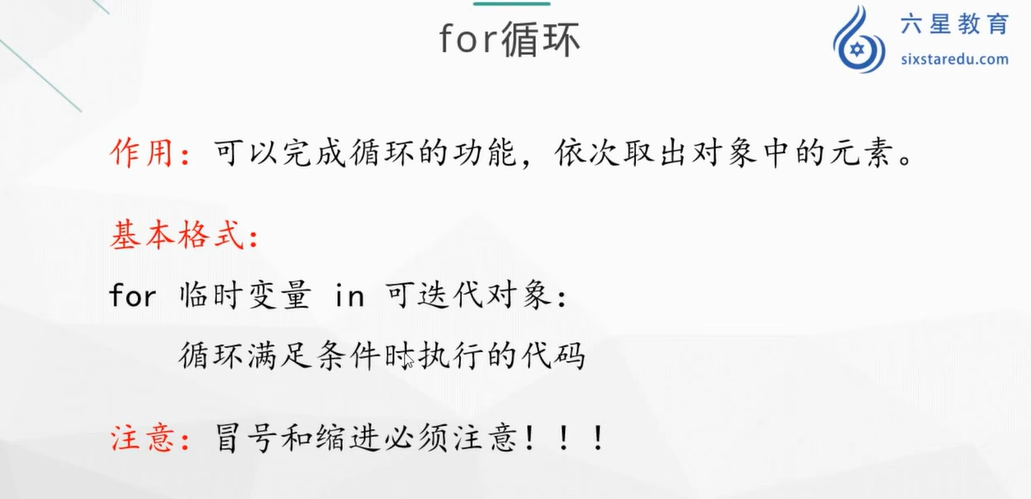 for循环
六星教育
sixstaredu.com
作用：可以完成循环的功能，依次取出对象中的元素。
基本格式：
for 临时变量 in 可迭代对象：
循环满足条件时执行的代码
注意：冒号和缩进必须注意！！！